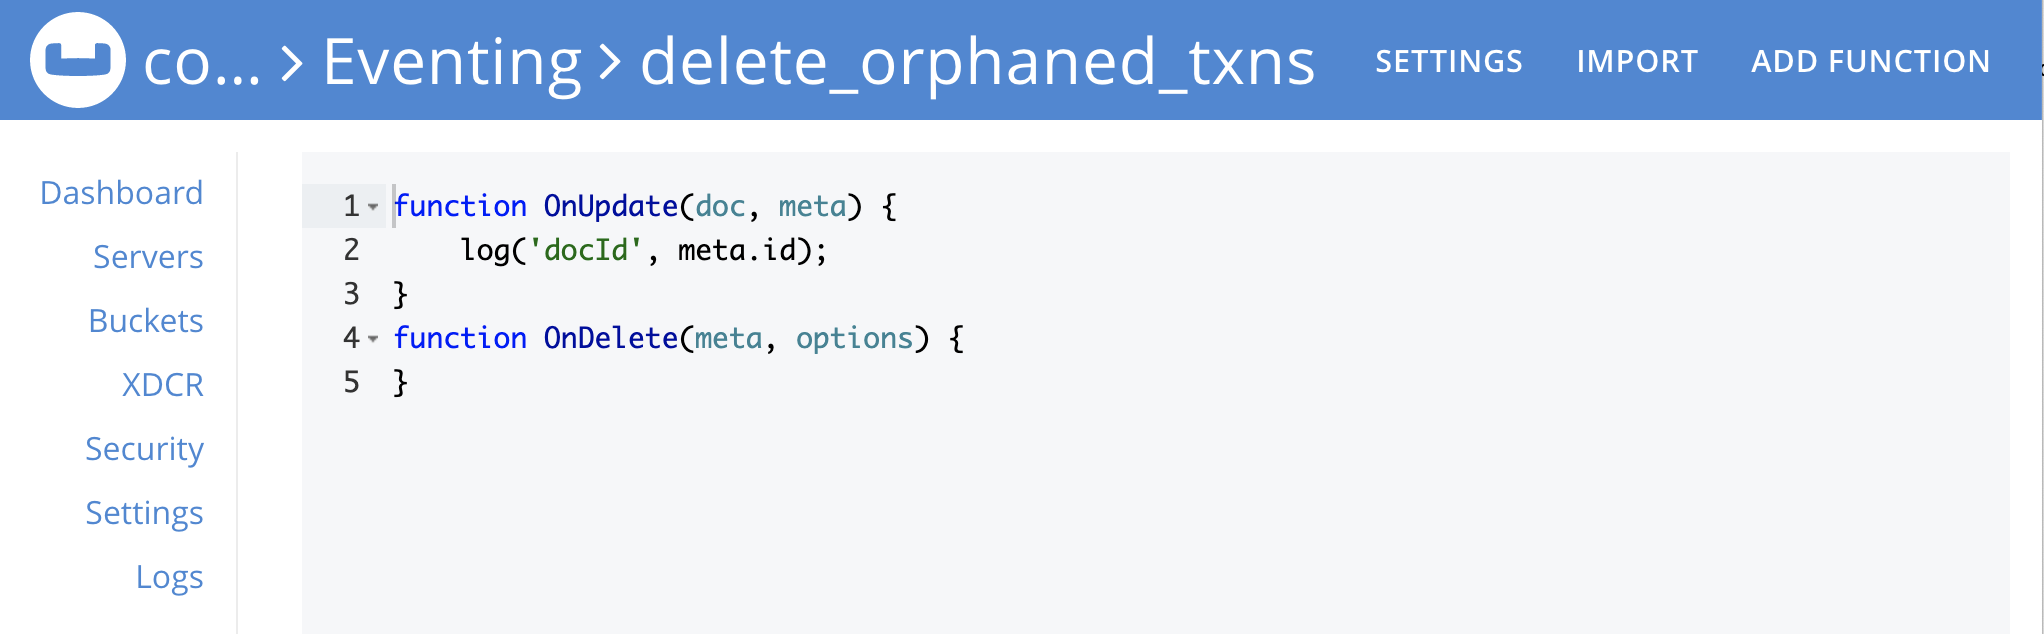 co... > Eventing > delete_orphaned_txns SETTINGS IMPORT ADD FUNCTION
Dashboard
Servers
Buckets
XDCR
Security
Settings
Logs
1 function OnUpdate(doc, meta) {
2     log('docId', meta.id);
3 }
4 function OnDelete(meta, options) {
5 }